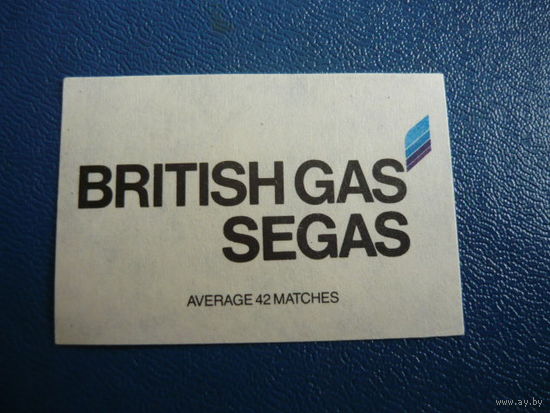 BRITISH GAS
SEGAS
AVERAGE 42 MATCHES
www.ay.by